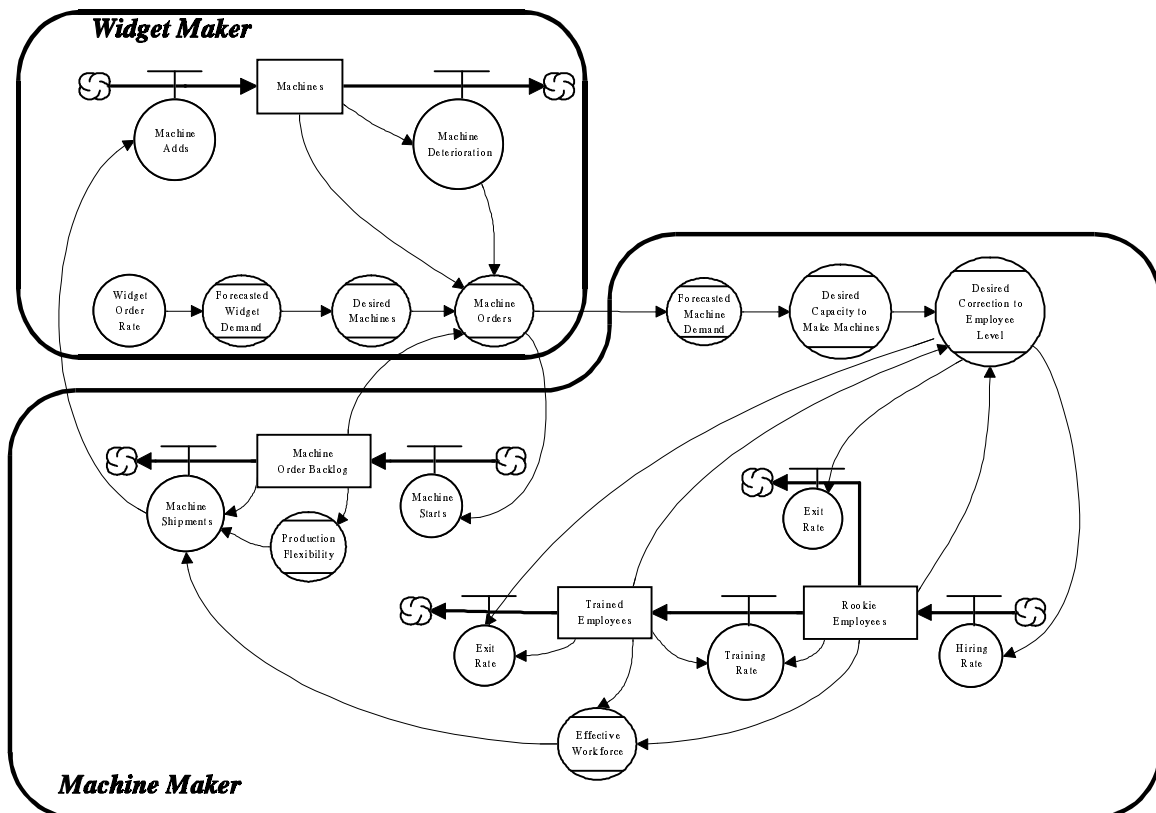 Widget Maker
Machines
Machine
Adds
Machine
Deterioration
Widget
Order
Rate
Forecasted
Widget
Demand
Desired
Machines
Machine
Orders
Forecasted
Machine
Demand
Desired
Capacity to
Make Machines
Desired
Correction to
Employee
Level
Machine
Order Backlog
Machine
Shipments
Machine
Starts
Production
Flexibility
Exit
Rate
Trained
Employees
Rookie
Employees
Exit
Rate
Training
Rate
Hiring
Rate
Effective
Workforce
Machine Maker